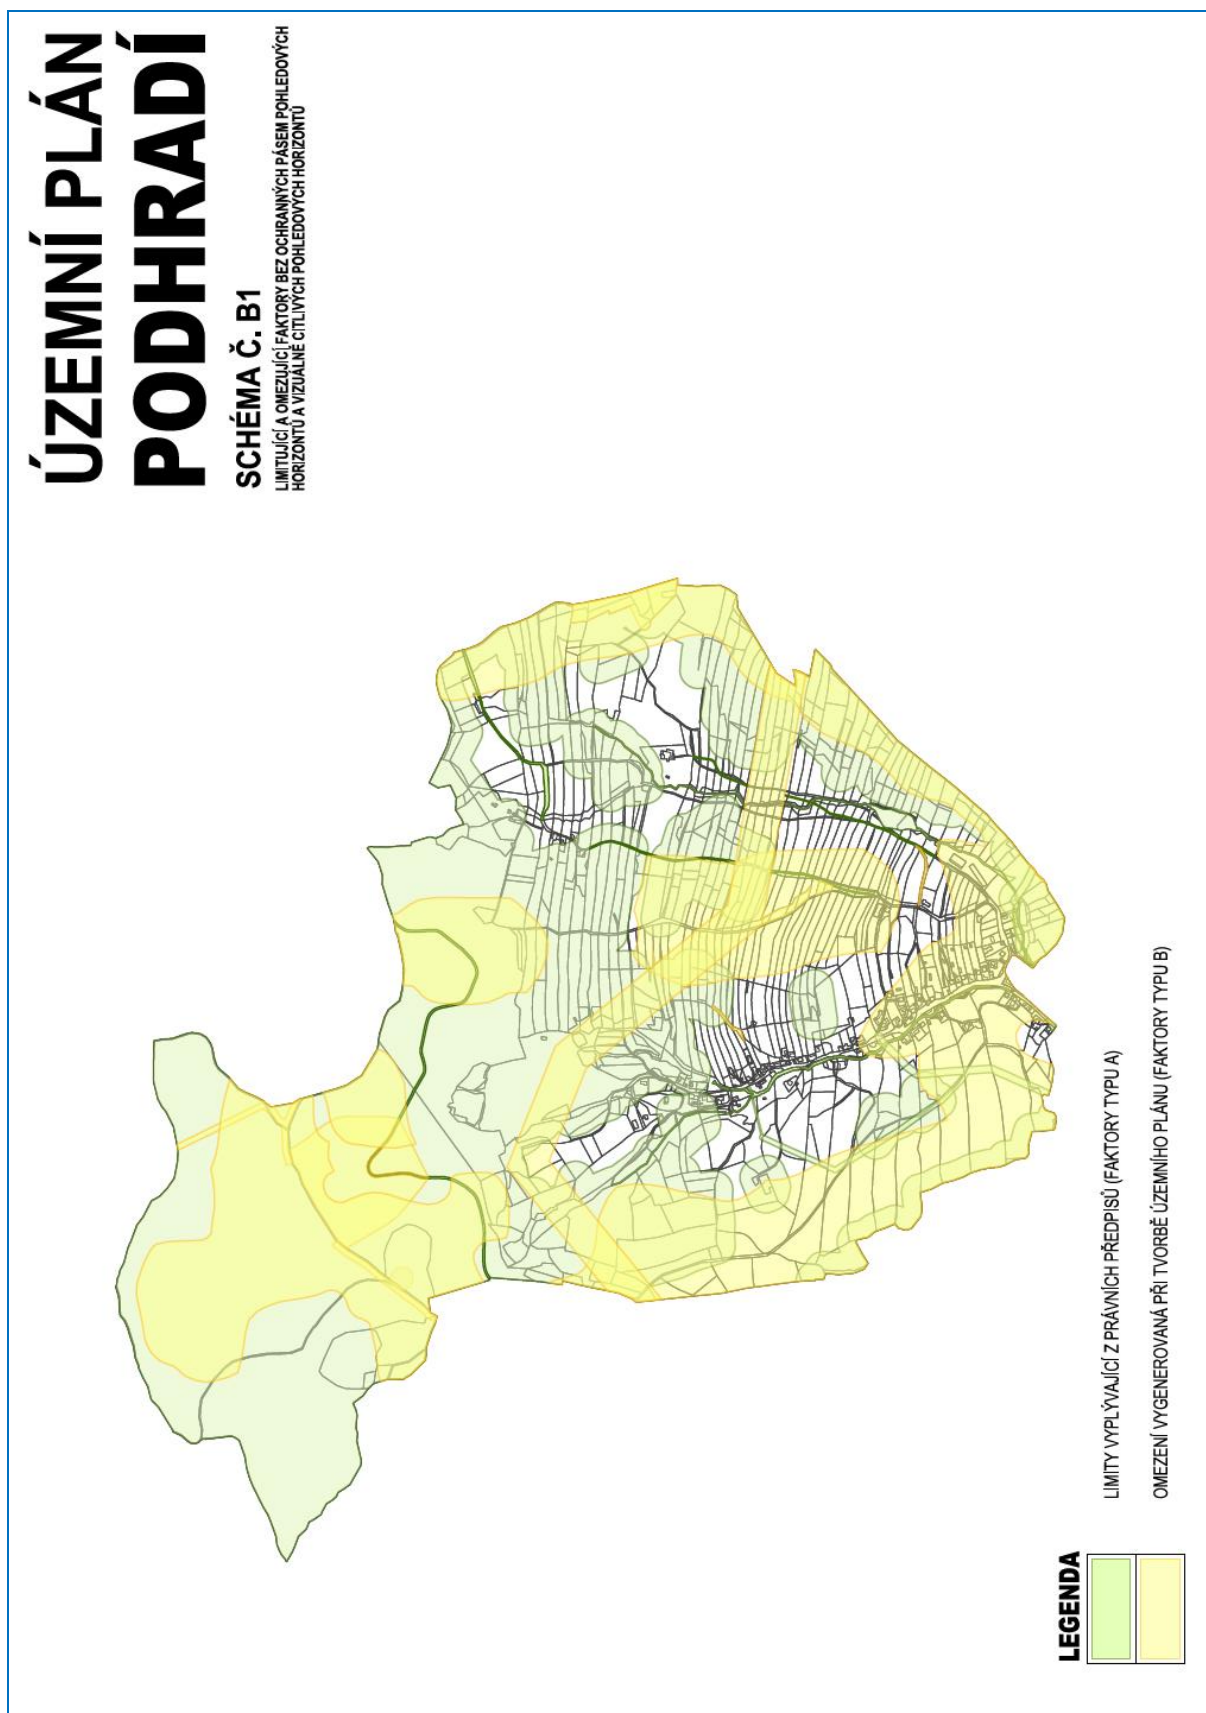 ÚZEMNÍ PLÁN
PODHRADÍ
SCHÉMA Č. B1
LIMITUJÍCÍ A OMEZUJÍCÍ FAKTORY BEZ OCHRANNÝCH PÁSEM POHLEDOVÝCH
HORIZONTŮ A VIZUÁLNĚ CITLIVÝCH POHLEDOVÝCH HORIZONTŮ
LEGENDA
LIMITY VYPLÝVAJÍCÍ Z PRÁVNÍCH PŘEDPISŮ (FAKTORY TYPU A)
OMEZENÍ VYGENEROVANÁ PŘI TVORBĚ ÚZEMNÍHO PLÁNU (FAKTORY TYPU B)